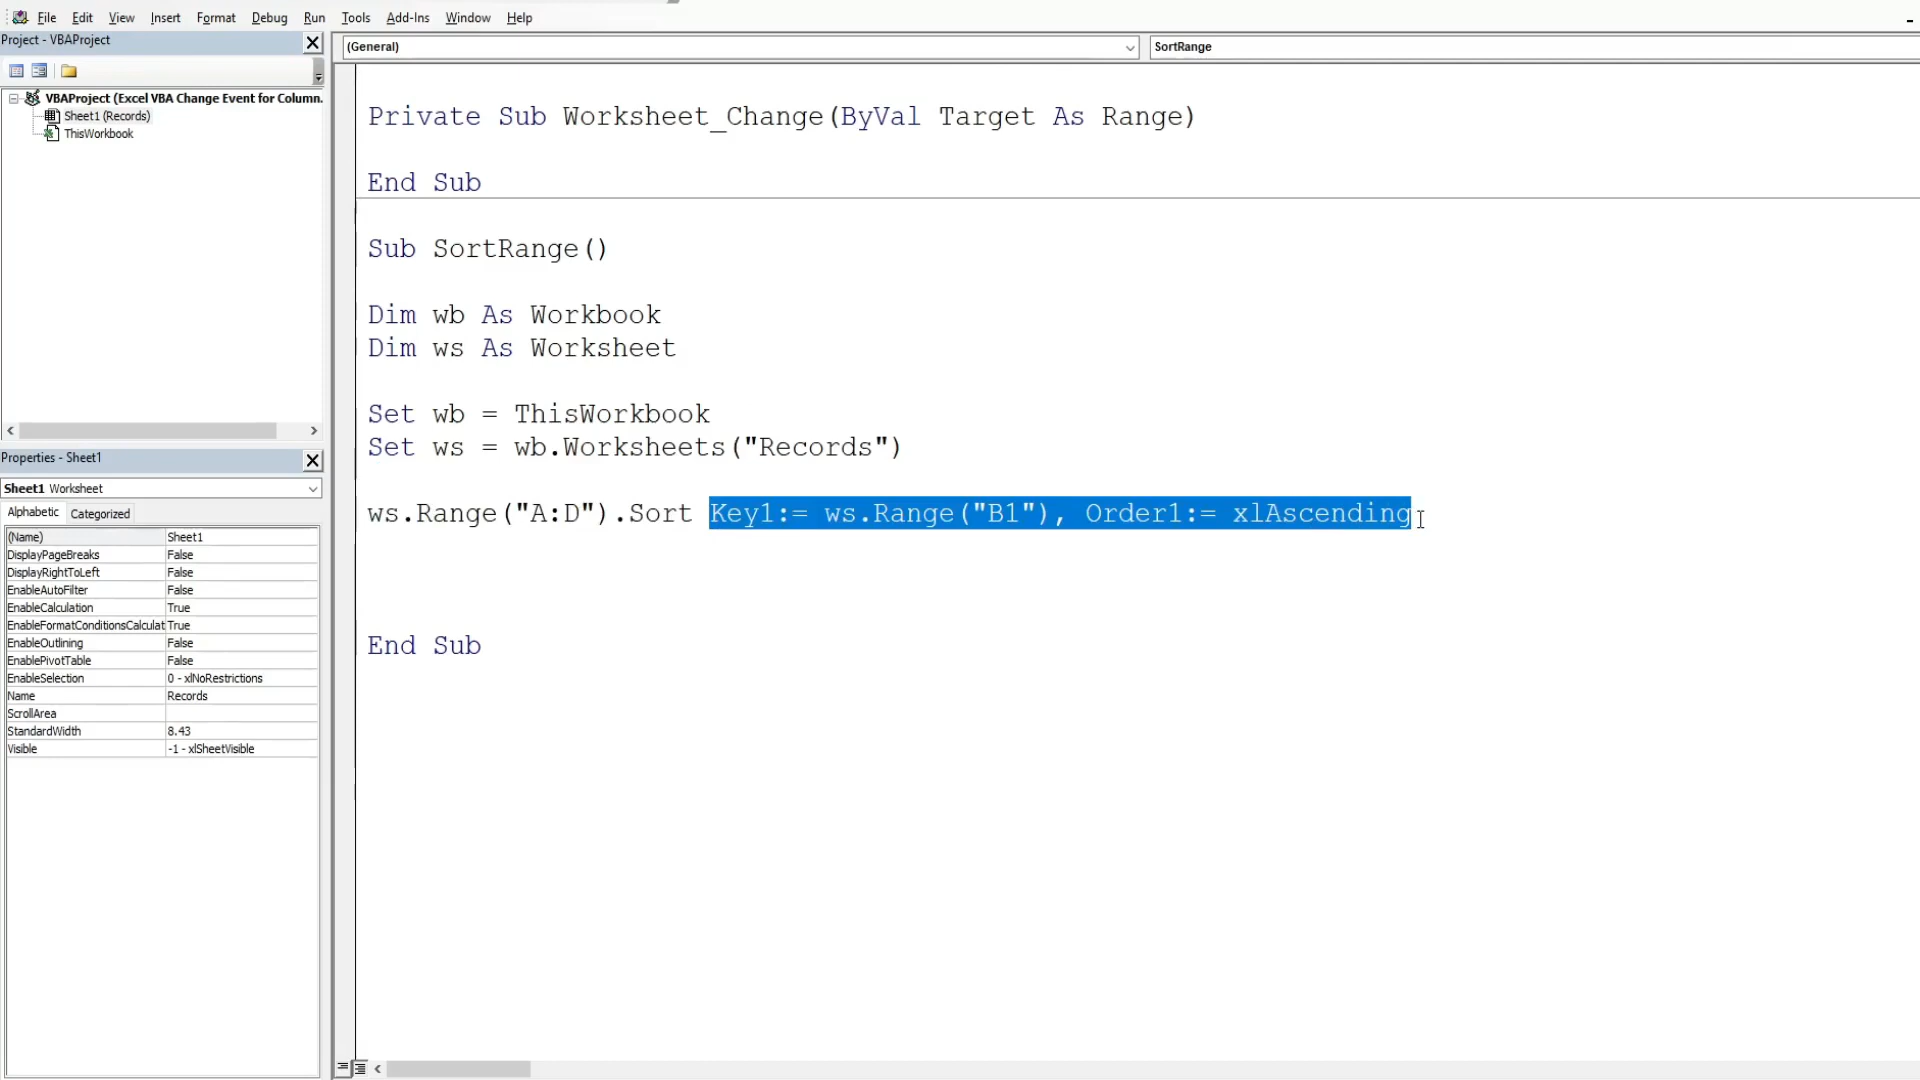 File Edit View Insert Format Debug Run Tools Add-Ins Window Help
Project - VBAProject
VBAProject (Excel VBA Change Event for Column.
Sheet1 (Records)
ThisWorkbook
Properties - Sheet1
Sheet1 Worksheet
Alphabetic Categorized
(Name) Sheet1
DisplayPageBreaks False
DisplayRightToLeft False
EnableAutoFilter False
EnableCalculation True
EnableFormatConditionsCalculat True
EnableOutlining False
EnablePivotTable False
EnableSelection 0 - xlNoRestrictions
Name Records
ScrollArea
StandardWidth 8.43
Visible -1 - xlSheetVisible
(General) SortRange
Private Sub Worksheet_Change(ByVal Target As Range)
End Sub
Sub SortRange()
Dim wb As Workbook
Dim ws As Worksheet
Set wb = ThisWorkbook
Set ws = wb.Worksheets("Records")
ws.Range("A:D").Sort Key1:= ws.Range("B1"), Order1:= xlAscending
End Sub